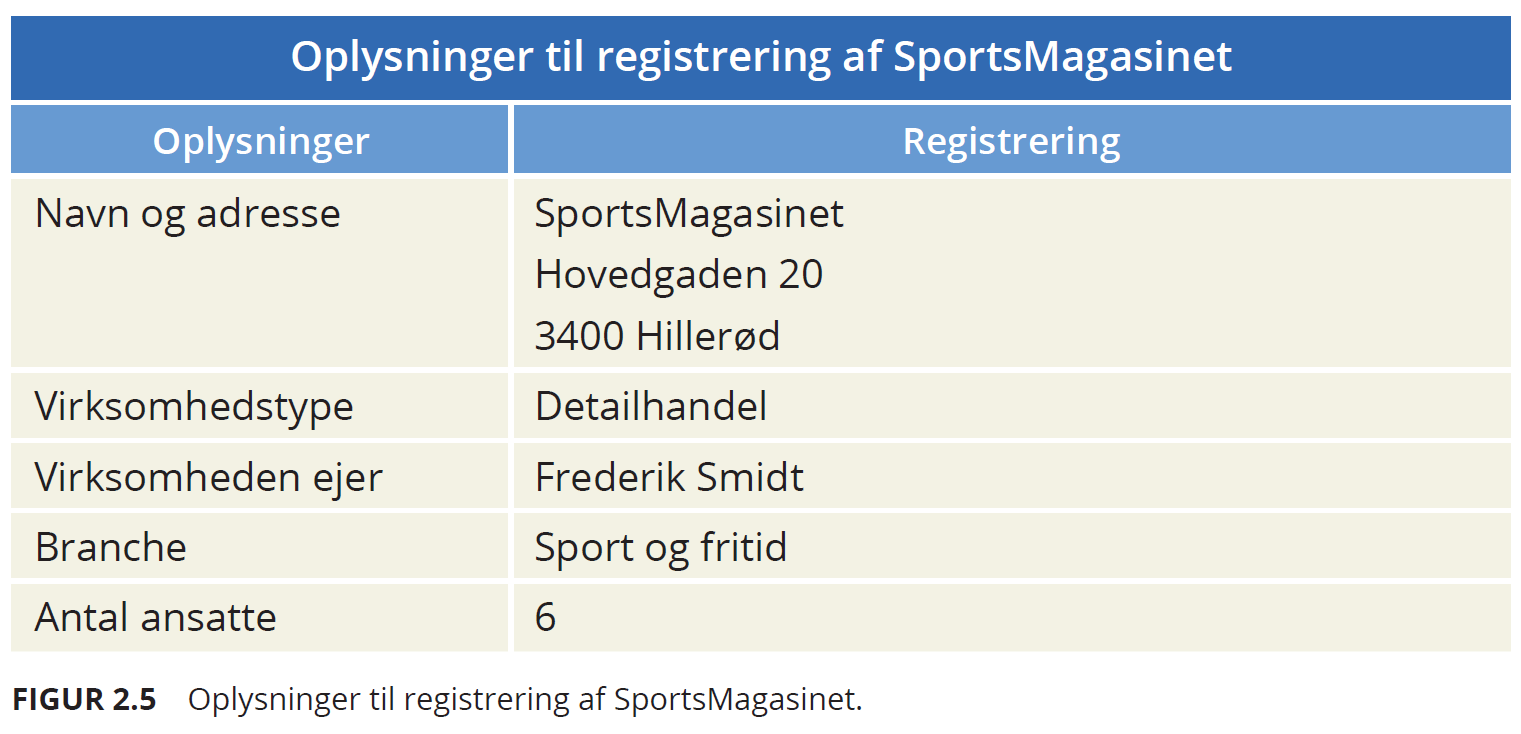 Oplysninger til registrering af SportsMagasinet
Oplysninger Registrering
Navn og adresse SportsMagasinet
Hovedgaden 20
3400 Hillerød
Virksomhedstype Detailhandel
Virksomheden ejer Frederik Smidt
Branche Sport og fritid
Antal ansatte 6
FIGUR 2.5 Oplysninger til registrering af SportsMagasinet.